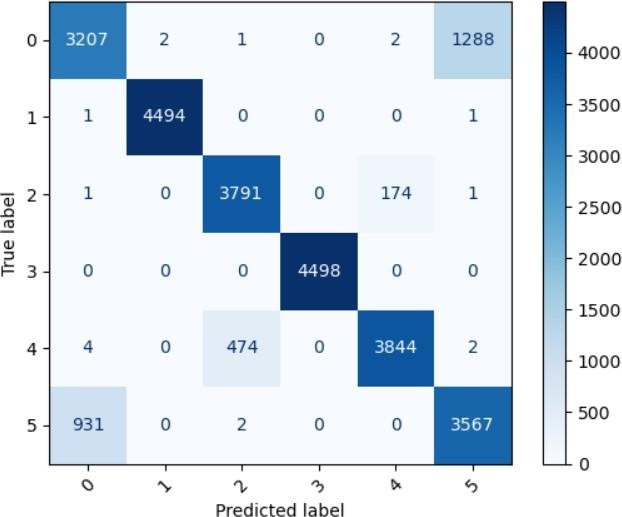 True label
0 3207 2 1 0 2 1288
1 1 4494 0 0 0 1
2 1 0 3791 0 174 1
3 0 0 0 4498 0 0
4 4 0 474 0 3844 2
5 931 0 2 0 0 3567
0 1 2 3 4 5
Predicted label
4000
3500
3000
2500
2000
1500
1000
500
0